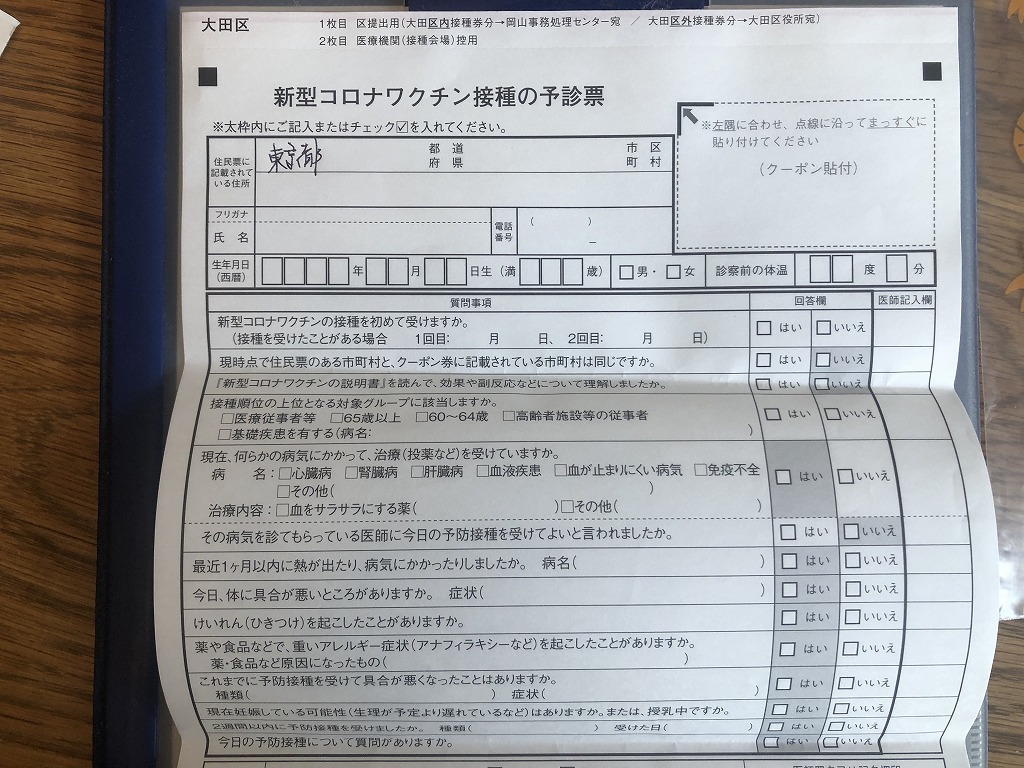 大田区
1枚目 区提出用(大田区内接種券分→岡山事務処理センター宛 ／ 大田区外接種券分→大田区役所宛)
2枚目 医療機関(接種会場)控用
新型コロナワクチン接種の予診票
※太枠内にご記入またはチェック☑を入れてください。
※左隅に合わせ、点線に沿ってまっすぐに
貼り付けてください
(クーポン貼付)
住民票に
記載されて
いる住所
東京都
都 道
府 県
市 区
町 村
フリガナ
氏 名
電話
番号
( )
−
生年月日
(西暦)
□□□□年□□月□□日生(満□□□歳)
□男・□女
診察前の体温
□□度□分
質問事項 回答欄 医師記入欄
新型コロナワクチンの接種を初めて受けますか。
(接種を受けたことがある場合 1回目: 月 日、2回目: 月 日)
□はい □いいえ
現時点で住民票のある市町村と、クーポン券に記載されている市町村は同じですか。 □はい □いいえ
『新型コロナワクチンの説明書』を読んで、効果や副反応などについて理解しましたか。 □はい □いいえ
接種順位の上位となる対象グループに該当しますか。
□医療従事者等 □65歳以上 □60〜64歳 □高齢者施設等の従事者
□基礎疾患を有する(病名: )
□はい □いいえ
現在、何らかの病気にかかって、治療(投薬など)を受けていますか。
病 名:□心臓病 □腎臓病 □肝臓病 □血液疾患 □血が止まりにくい病気 □免疫不全
□その他( )
治療内容:□血をサラサラにする薬( )□その他( )
□はい □いいえ
その病気を診てもらっている医師に今日の予防接種を受けてよいと言われましたか。 □はい □いいえ
最近1ヶ月以内に熱が出たり、病気にかかったりしましたか。 病名( ) □はい □いいえ
今日、体に具合が悪いところがありますか。 症状( ) □はい □いいえ
けいれん(ひきつけ)を起こしたことがありますか。 □はい □いいえ
薬や食品などで、重いアレルギー症状(アナフィラキシーなど)を起こしたことがありますか。
薬・食品など原因になったもの( )
□はい □いいえ
これまでに予防接種を受けて具合が悪くなったことはありますか。
種類( ) 症状( )
□はい □いいえ
現在妊娠している可能性(生理が予定より遅れているなど)はありますか。または、授乳中ですか。 □はい □いいえ
2週間以内に予防接種を受けましたか。 種類( ) 受けた日( ) □はい □いいえ
今日の予防接種について質問がありますか。 □はい □いいえ